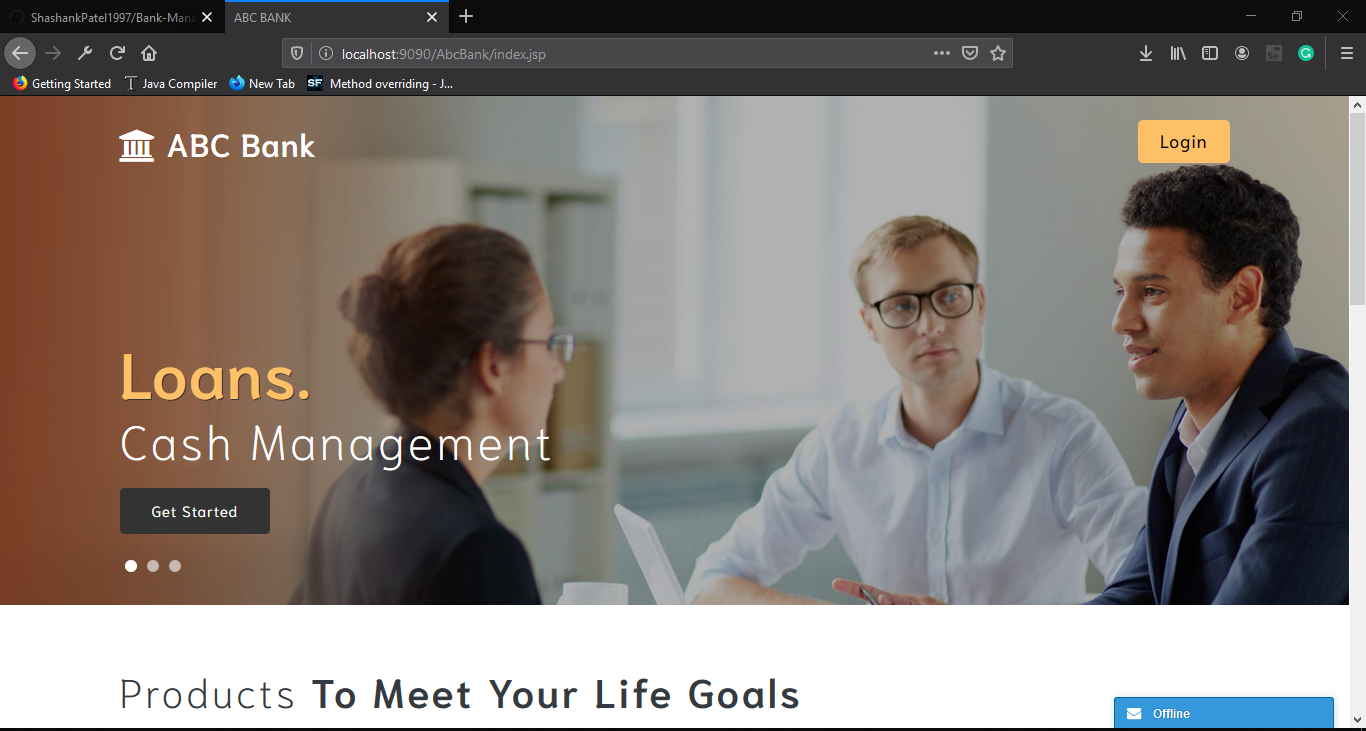 ShashankPatel1997/Bank-Mana
ABC BANK
localhost:9090/AbcBank/index.jsp
Getting Started
Java Compiler
New Tab
SF Method overriding - J...
ABC Bank
Login
Loans.
Cash Management
Get Started
Products To Meet Your Life Goals
Offline